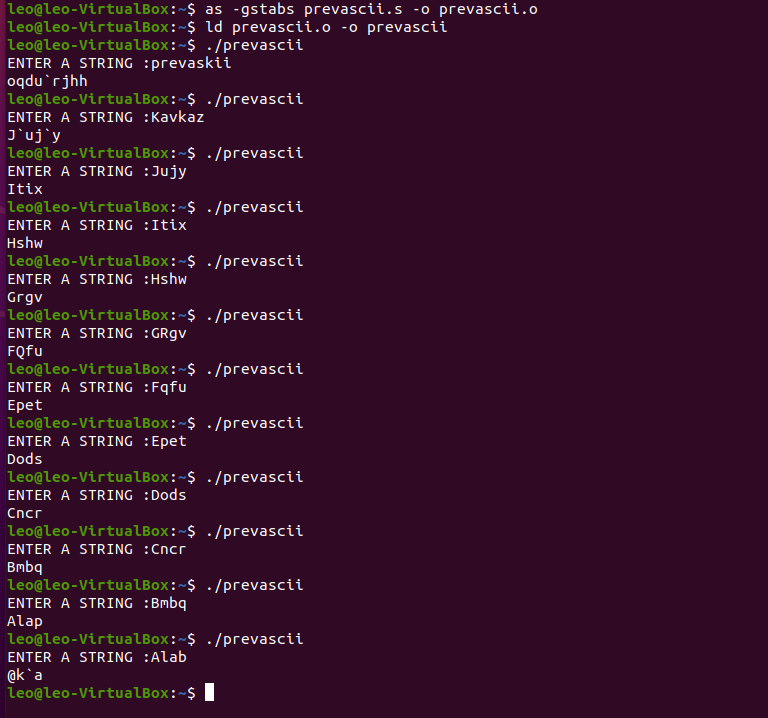 leo@leo-VirtualBox:~$ as -gstabs prevascii.s -o prevascii.o
leo@leo-VirtualBox:~$ ld prevascii.o -o prevascii
leo@leo-VirtualBox:~$ ./prevascii
ENTER A STRING :prevaskii
oqdu`rjhh
leo@leo-VirtualBox:~$ ./prevascii
ENTER A STRING :Kavkaz
J`uj`y
leo@leo-VirtualBox:~$ ./prevascii
ENTER A STRING :Jujy
Itix
leo@leo-VirtualBox:~$ ./prevascii
ENTER A STRING :Itix
Hshw
leo@leo-VirtualBox:~$ ./prevascii
ENTER A STRING :Hshw
Grgv
leo@leo-VirtualBox:~$ ./prevascii
ENTER A STRING :GRgv
FQfu
leo@leo-VirtualBox:~$ ./prevascii
ENTER A STRING :Fqfu
Epet
leo@leo-VirtualBox:~$ ./prevascii
ENTER A STRING :Epet
Dods
leo@leo-VirtualBox:~$ ./prevascii
ENTER A STRING :Dods
Cncr
leo@leo-VirtualBox:~$ ./prevascii
ENTER A STRING :Cncr
Bmbq
leo@leo-VirtualBox:~$ ./prevascii
ENTER A STRING :Bmbq
Alap
leo@leo-VirtualBox:~$ ./prevascii
ENTER A STRING :Alab
@k`a
leo@leo-VirtualBox:~$